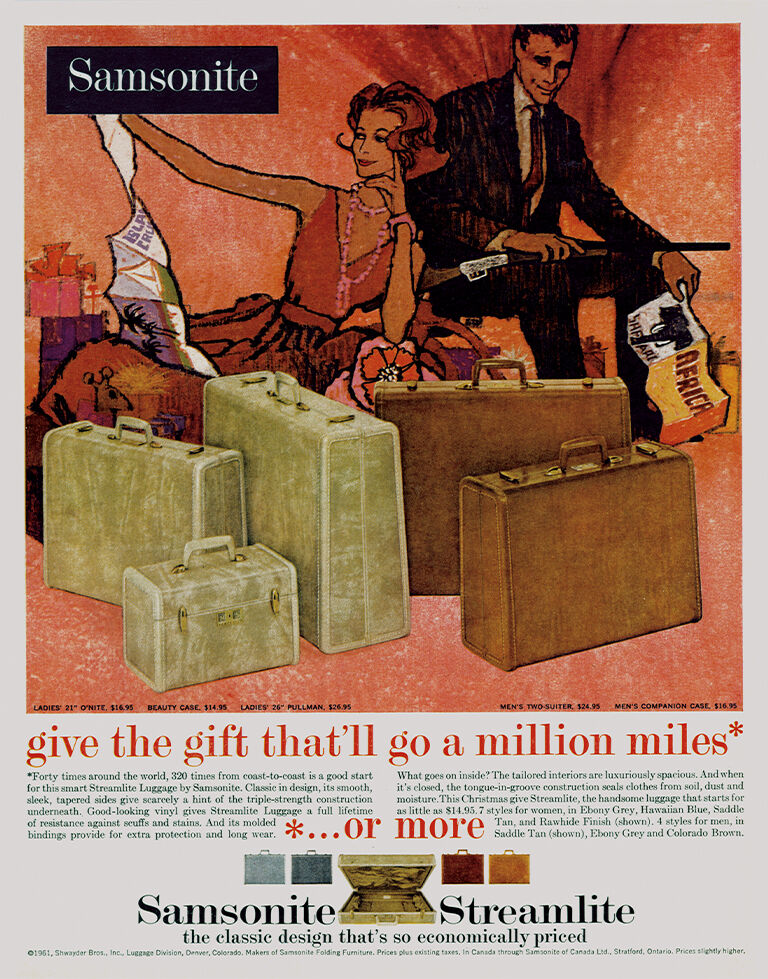 Samsonite
AFRICA
LADIES' 21" O'NITE, $16.95 BEAUTY CASE, $14.95 LADIES' 26" PULLMAN, $26.95 MEN'S TWO-SUITER, $24.95 MEN'S COMPANION CASE, $16.95
give the gift that'll go a million miles*
*Forty times around the world, 320 times from coast-to-coast is a good start
for this smart Streamlite Luggage by Samsonite. Classic in design, its smooth,
sleek, tapered sides give scarcely a hint of the triple-strength construction
underneath. Good-looking vinyl gives Streamlite Luggage a full lifetime
of resistance against scuffs and stains. And its molded
bindings provide for extra protection and long wear.
*...or more
What goes on inside? The tailored interiors are luxuriously spacious. And when
it's closed, the tongue-in-groove construction seals clothes from soil, dust and
moisture. This Christmas give Streamlite, the handsome luggage that starts for
as little as $14.95. 7 styles for women, in Ebony Grey, Hawaiian Blue, Saddle
Tan, and Rawhide Finish (shown). 4 styles for men, in
Saddle Tan (shown), Ebony Grey and Colorado Brown.
Samsonite Streamlite
the classic design that's so economically priced
©1961, Shwayder Bros., Inc., Luggage Division, Denver, Colorado. Makers of Samsonite Folding Furniture. Prices plus existing taxes. In Canada through Samsonite of Canada Ltd., Stratford, Ontario. Prices slightly higher.